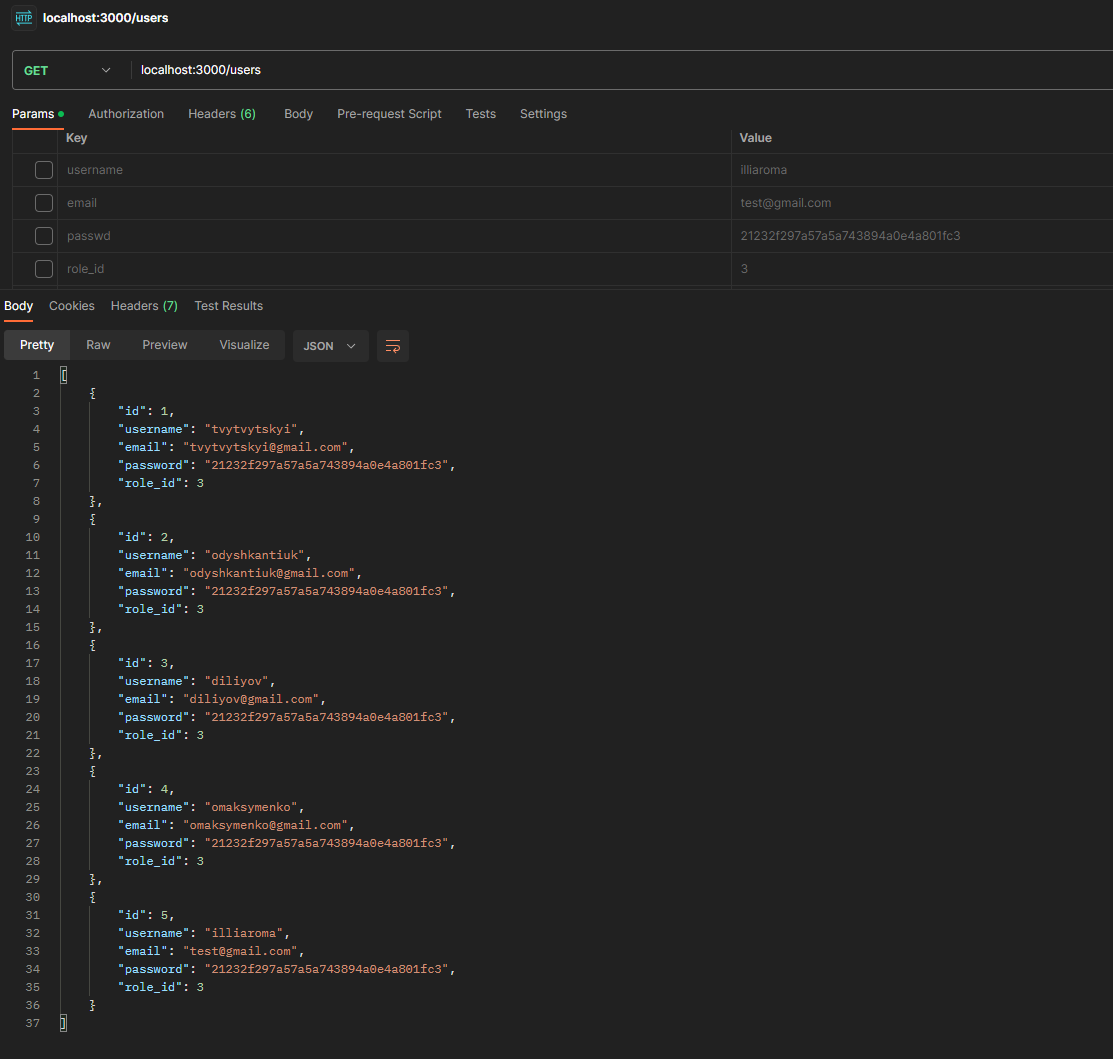 HTTP localhost:3000/users
GET localhost:3000/users
Params Authorization Headers (6) Body Pre-request Script Tests Settings
Key Value
username illiaroma
email test@gmail.com
passwd 21232f297a57a5a743894a0e4a801fc3
role_id 3
Body Cookies Headers (7) Test Results
Pretty Raw Preview Visualize JSON
1 [
2 {
3 "id": 1,
4 "username": "tvytvytskyi",
5 "email": "tvytvytskyi@gmail.com",
6 "password": "21232f297a57a5a743894a0e4a801fc3",
7 "role_id": 3
8 },
9 {
10 "id": 2,
11 "username": "odyshkantiuk",
12 "email": "odyshkantiuk@gmail.com",
13 "password": "21232f297a57a5a743894a0e4a801fc3",
14 "role_id": 3
15 },
16 {
17 "id": 3,
18 "username": "diliyov",
19 "email": "diliyov@gmail.com",
20 "password": "21232f297a57a5a743894a0e4a801fc3",
21 "role_id": 3
22 },
23 {
24 "id": 4,
25 "username": "omaksymenko",
26 "email": "omaksymenko@gmail.com",
27 "password": "21232f297a57a5a743894a0e4a801fc3",
28 "role_id": 3
29 },
30 {
31 "id": 5,
32 "username": "illiaroma",
33 "email": "test@gmail.com",
34 "password": "21232f297a57a5a743894a0e4a801fc3",
35 "role_id": 3
36 }
37 ]